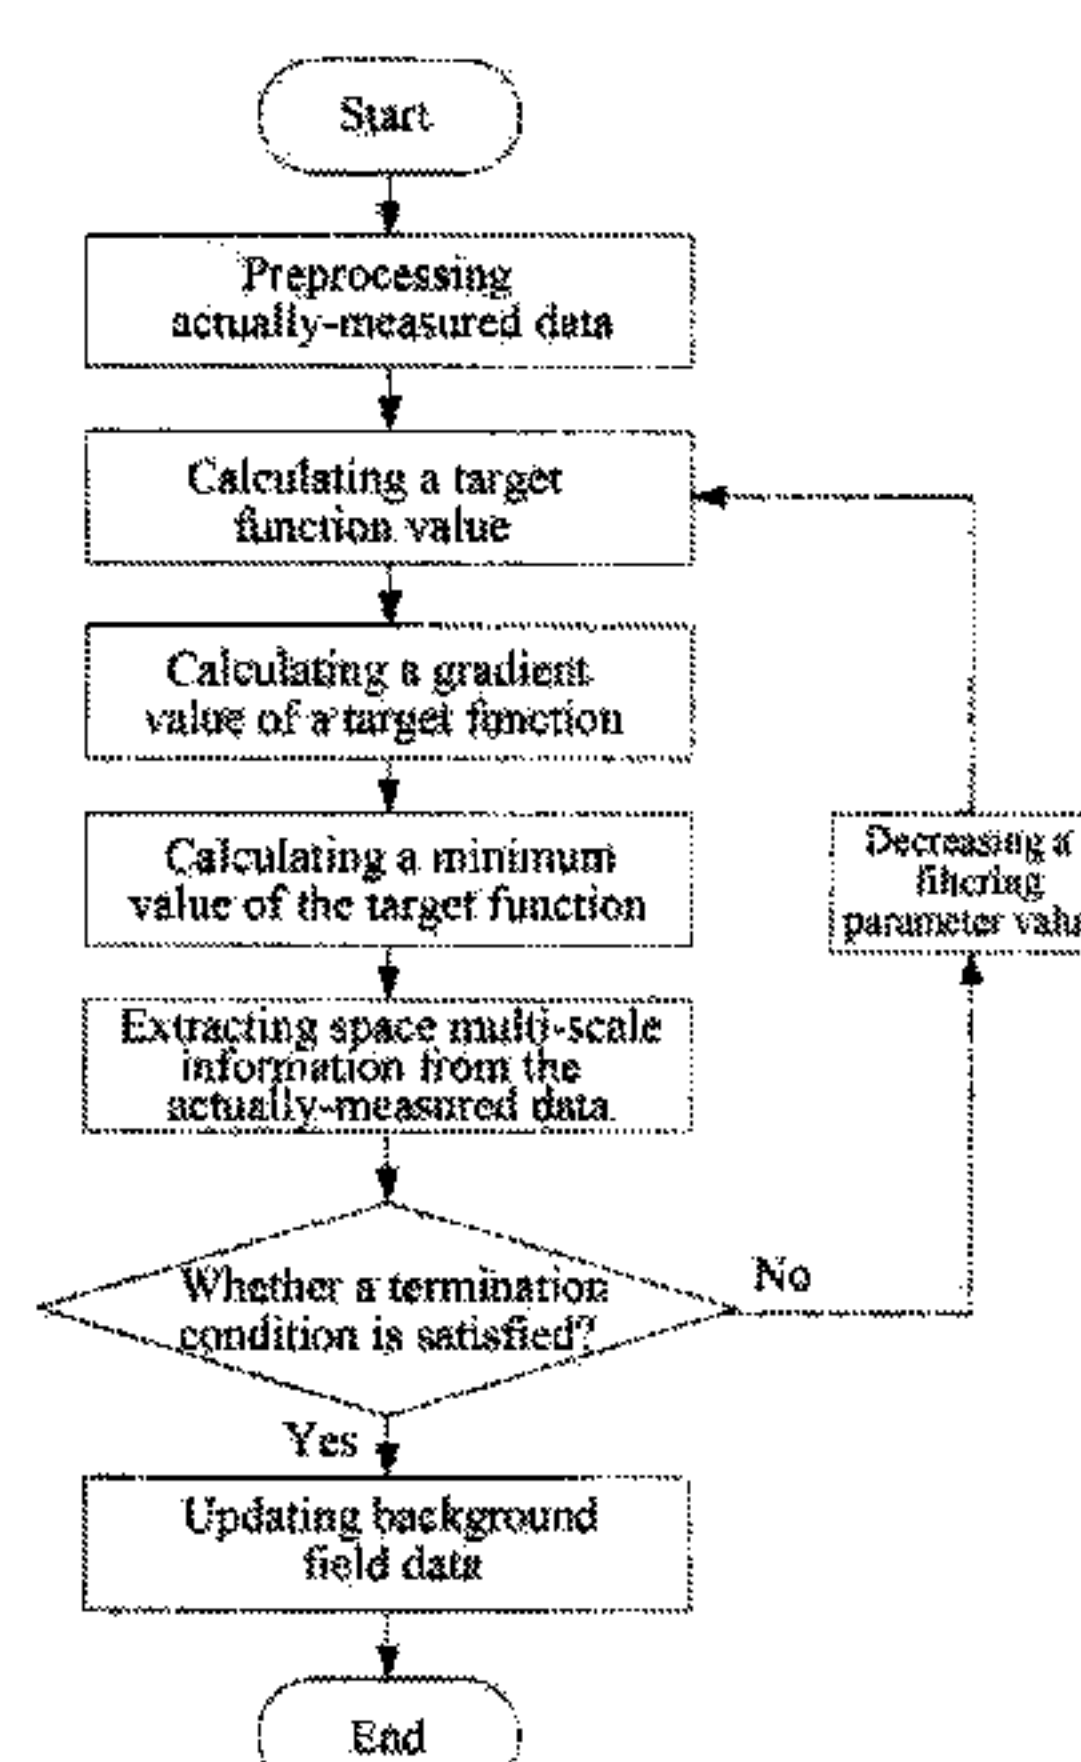 Start
Preprocessing
actually-measured data
Calculating a target
function value
Calculating a gradient
value of a target function
Calculating a minimum
value of the target function
Decreasing a
filtering
parameter valu
Extracting space multi-scale
information from the
actually-measured data.
Whether a termination
condition is satisfied?
No
Yes
Updating background
field data
End